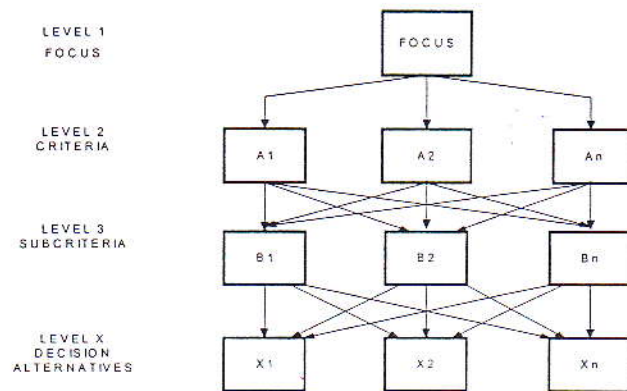 LEVEL 1
FOCUS
FOCUS
LEVEL 2
CRITERIA
A1
A2
An
LEVEL 3
SUBCRITERIA
B1
B2
Bn
LEVEL X
DECISION
ALTERNATIVES
X1
X2
Xn